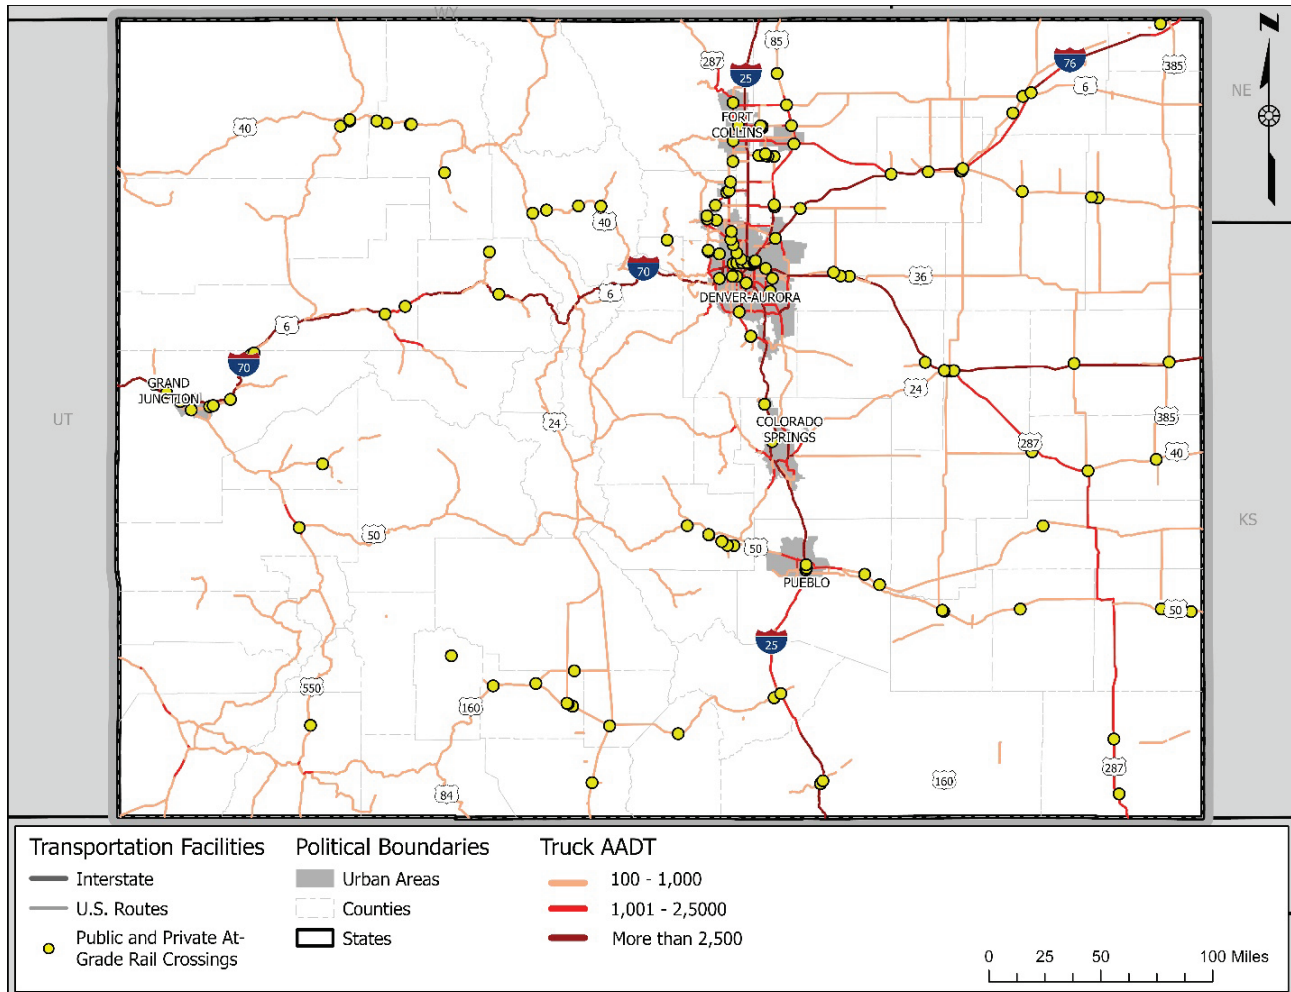 WY
85
287
25
76
385
6
NE
N
FORT
COLLINS
40
40
70
6
36
DENVER-AURORA
6
70
GRAND
JUNCTION
24
385
UT
24
COLORADO
SPRINGS
287
40
50
50
KS
PUEBLO
50
25
550
160
287
160
84
Transportation Facilities
Interstate
U.S. Routes
Public and Private At-
Grade Rail Crossings
Political Boundaries
Urban Areas
Counties
States
Truck AADT
100 - 1,000
1,001 - 2,5000
More than 2,500
0 25 50 100 Miles